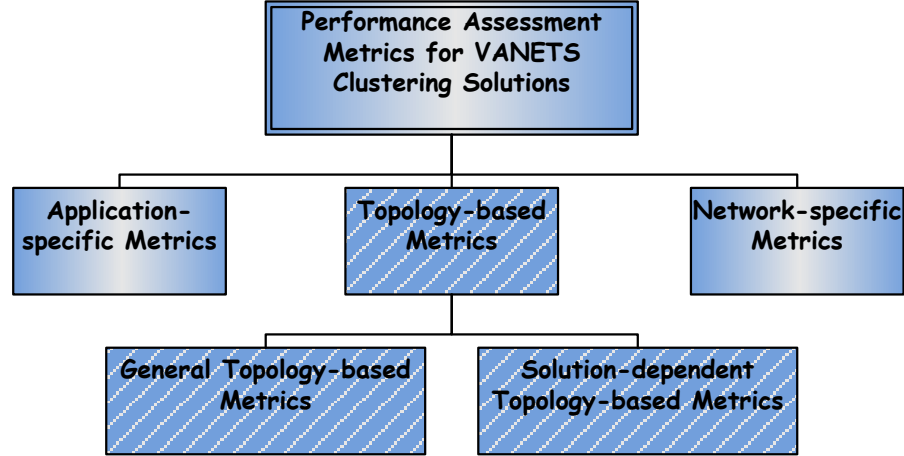 Performance Assessment
Metrics for VANETS
Clustering Solutions
Application-
specific Metrics
Topology-based
Metrics
Network-specific
Metrics
General Topology-based
Metrics
Solution-dependent
Topology-based Metrics